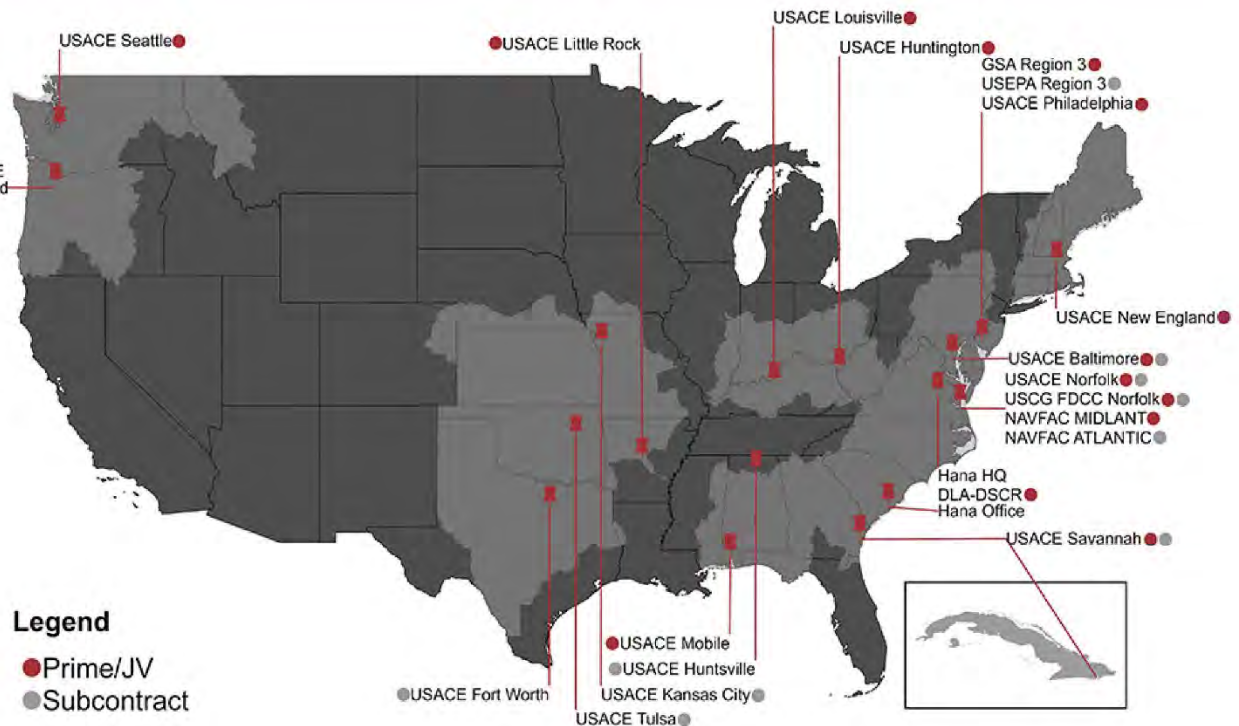 USACE Seattle
USACE Little Rock
USACE Louisville
USACE Huntington
GSA Region 3
USEPA Region 3
USACE Philadelphia
USACE New England
USACE Baltimore
USACE Norfolk
USCG FDCC Norfolk
NAVFAC MIDLANT
NAVFAC ATLANTIC
Hana HQ
DLA-DSCR
Hana Office
USACE Savannah
USACE Mobile
USACE Huntsville
USACE Fort Worth
USACE Kansas City
USACE Tulsa
Legend
Prime/JV
Subcontract